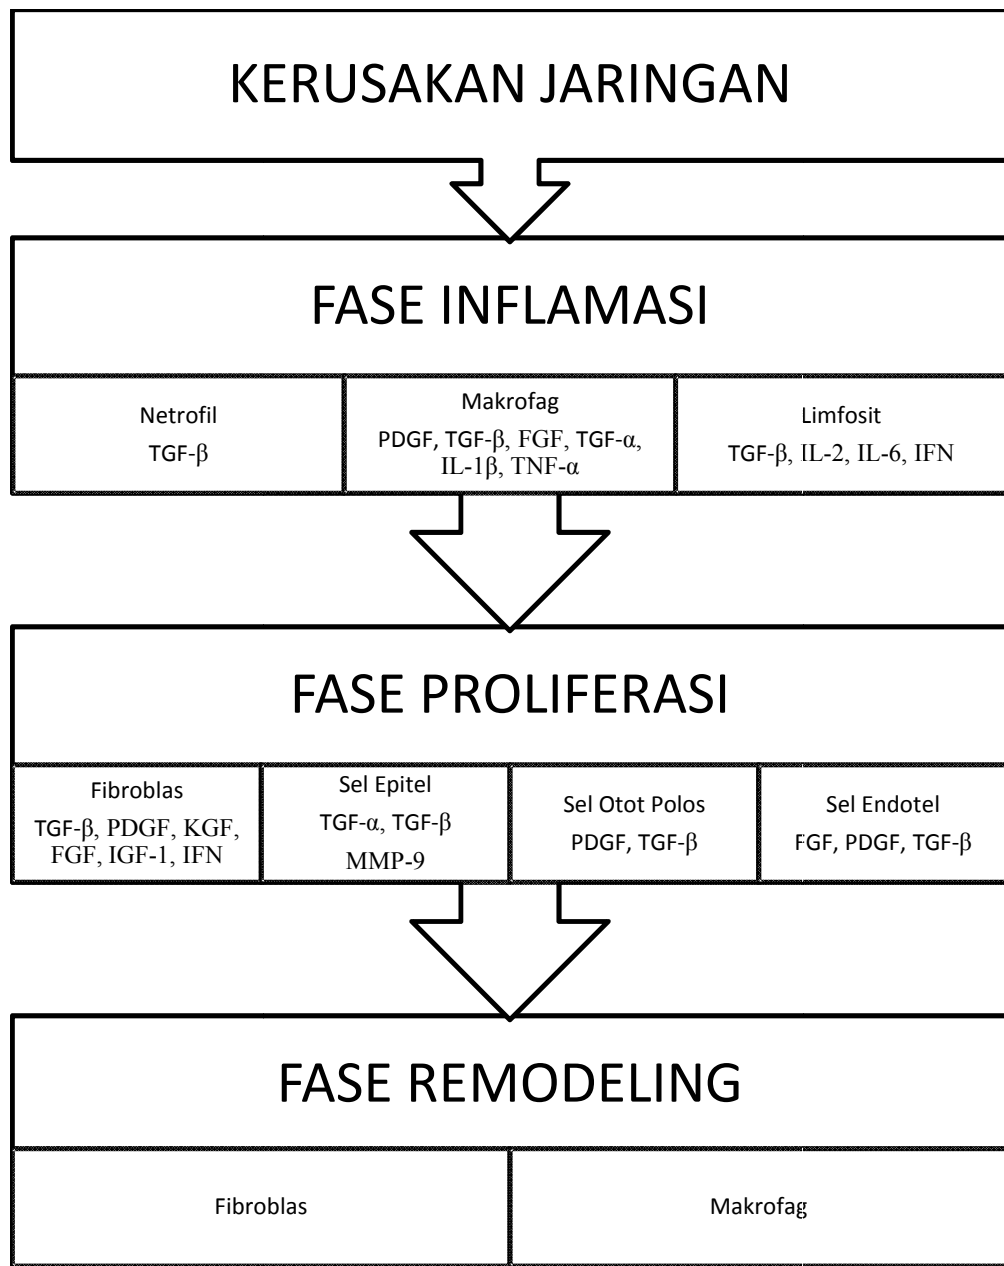 KERUSAKAN JARINGAN
FASE INFLAMASI
Netrofil
TGF-β
Makrofag
PDGF, TGF-β, FGF, TGF-α,
IL-1β, TNF-α
Limfosit
TGF-β, IL-2, IL-6, IFN
FASE PROLIFERASI
Fibroblas
TGF-β, PDGF, KGF,
FGF, IGF-1, IFN
Sel Epitel
TGF-α, TGF-β
MMP-9
Sel Otot Polos
PDGF, TGF-β
Sel Endotel
FGF, PDGF, TGF-β
FASE REMODELING
Fibroblas
Makrofag